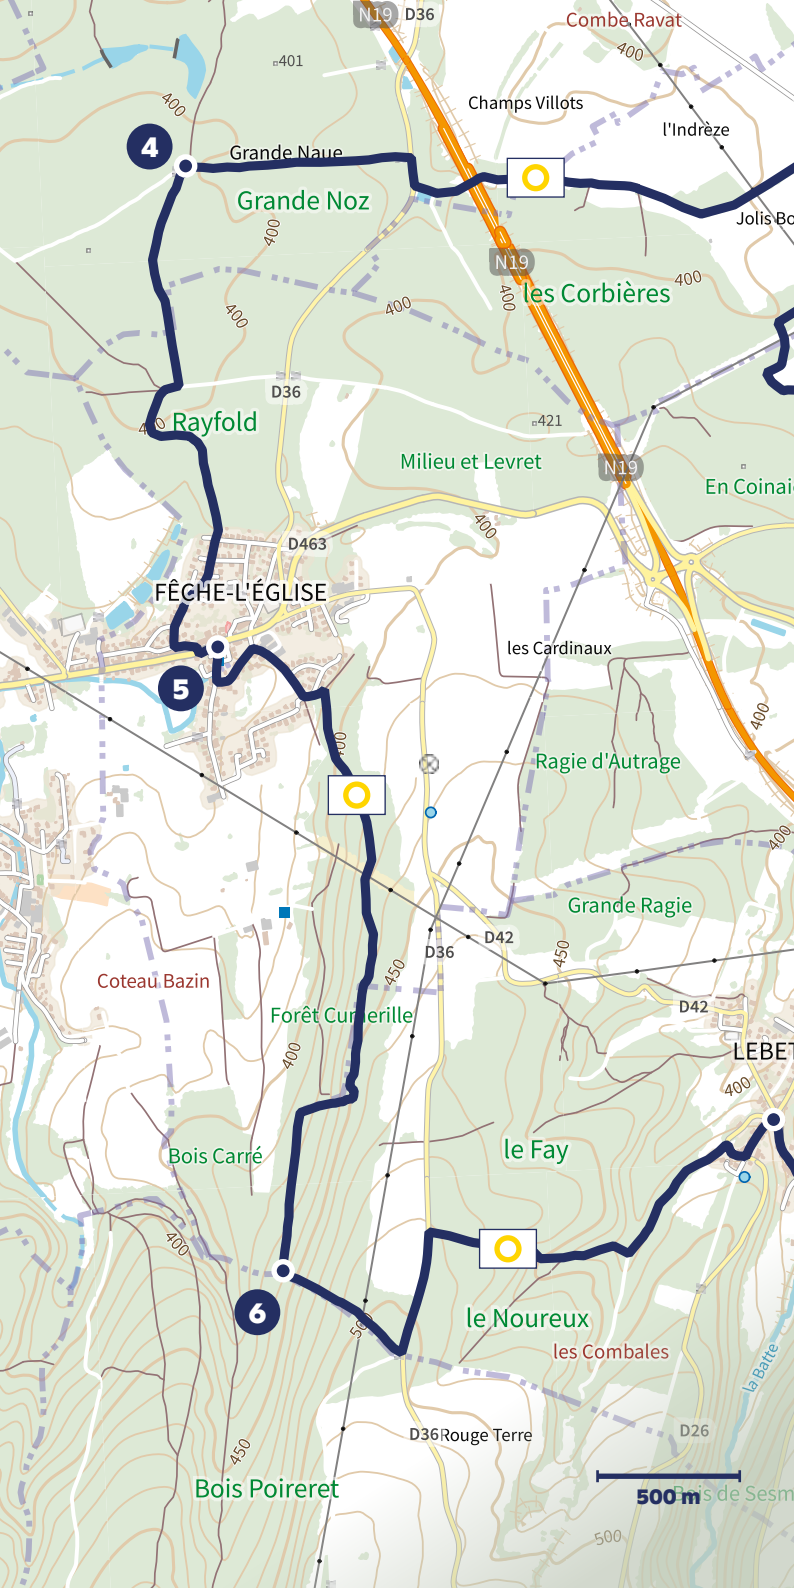 N19
D36
Combe Ravat
400
401
400
Champs Villots
l'Indrèze
4
Grande Naue
Grande Noz
Jolis Bo
400
N19
400
400
les Corbières
400
400
400
D36
Rayfold
421
Milieu et Levret
N19
En Coinai
400
D463
FÊCHE-L'ÉGLISE
les Cardinaux
5
400
Ragie d'Autrage
400
Grande Ragie
D42
450
D36
450
Coteau Bazin
D42
Forêt Cumerille
400
LEBET
400
Bois Carré
le Fay
400
6
500
le Noureux
les Combales
la Batte
D36
Rouge Terre
D26
450
Bois Poireret
500 m
Bois de Sesm
500